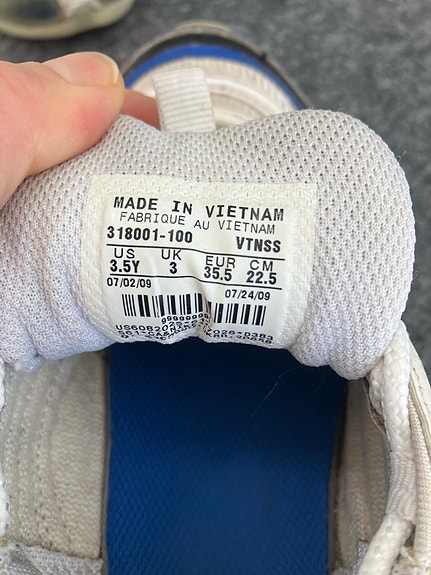 MADE IN VIETNAM
FABRIQUE AU VIETNAM
318001-100 VTNSS
US UK EUR CM
3.5Y 3 35.5 22.5
07/02/09 07/24/09